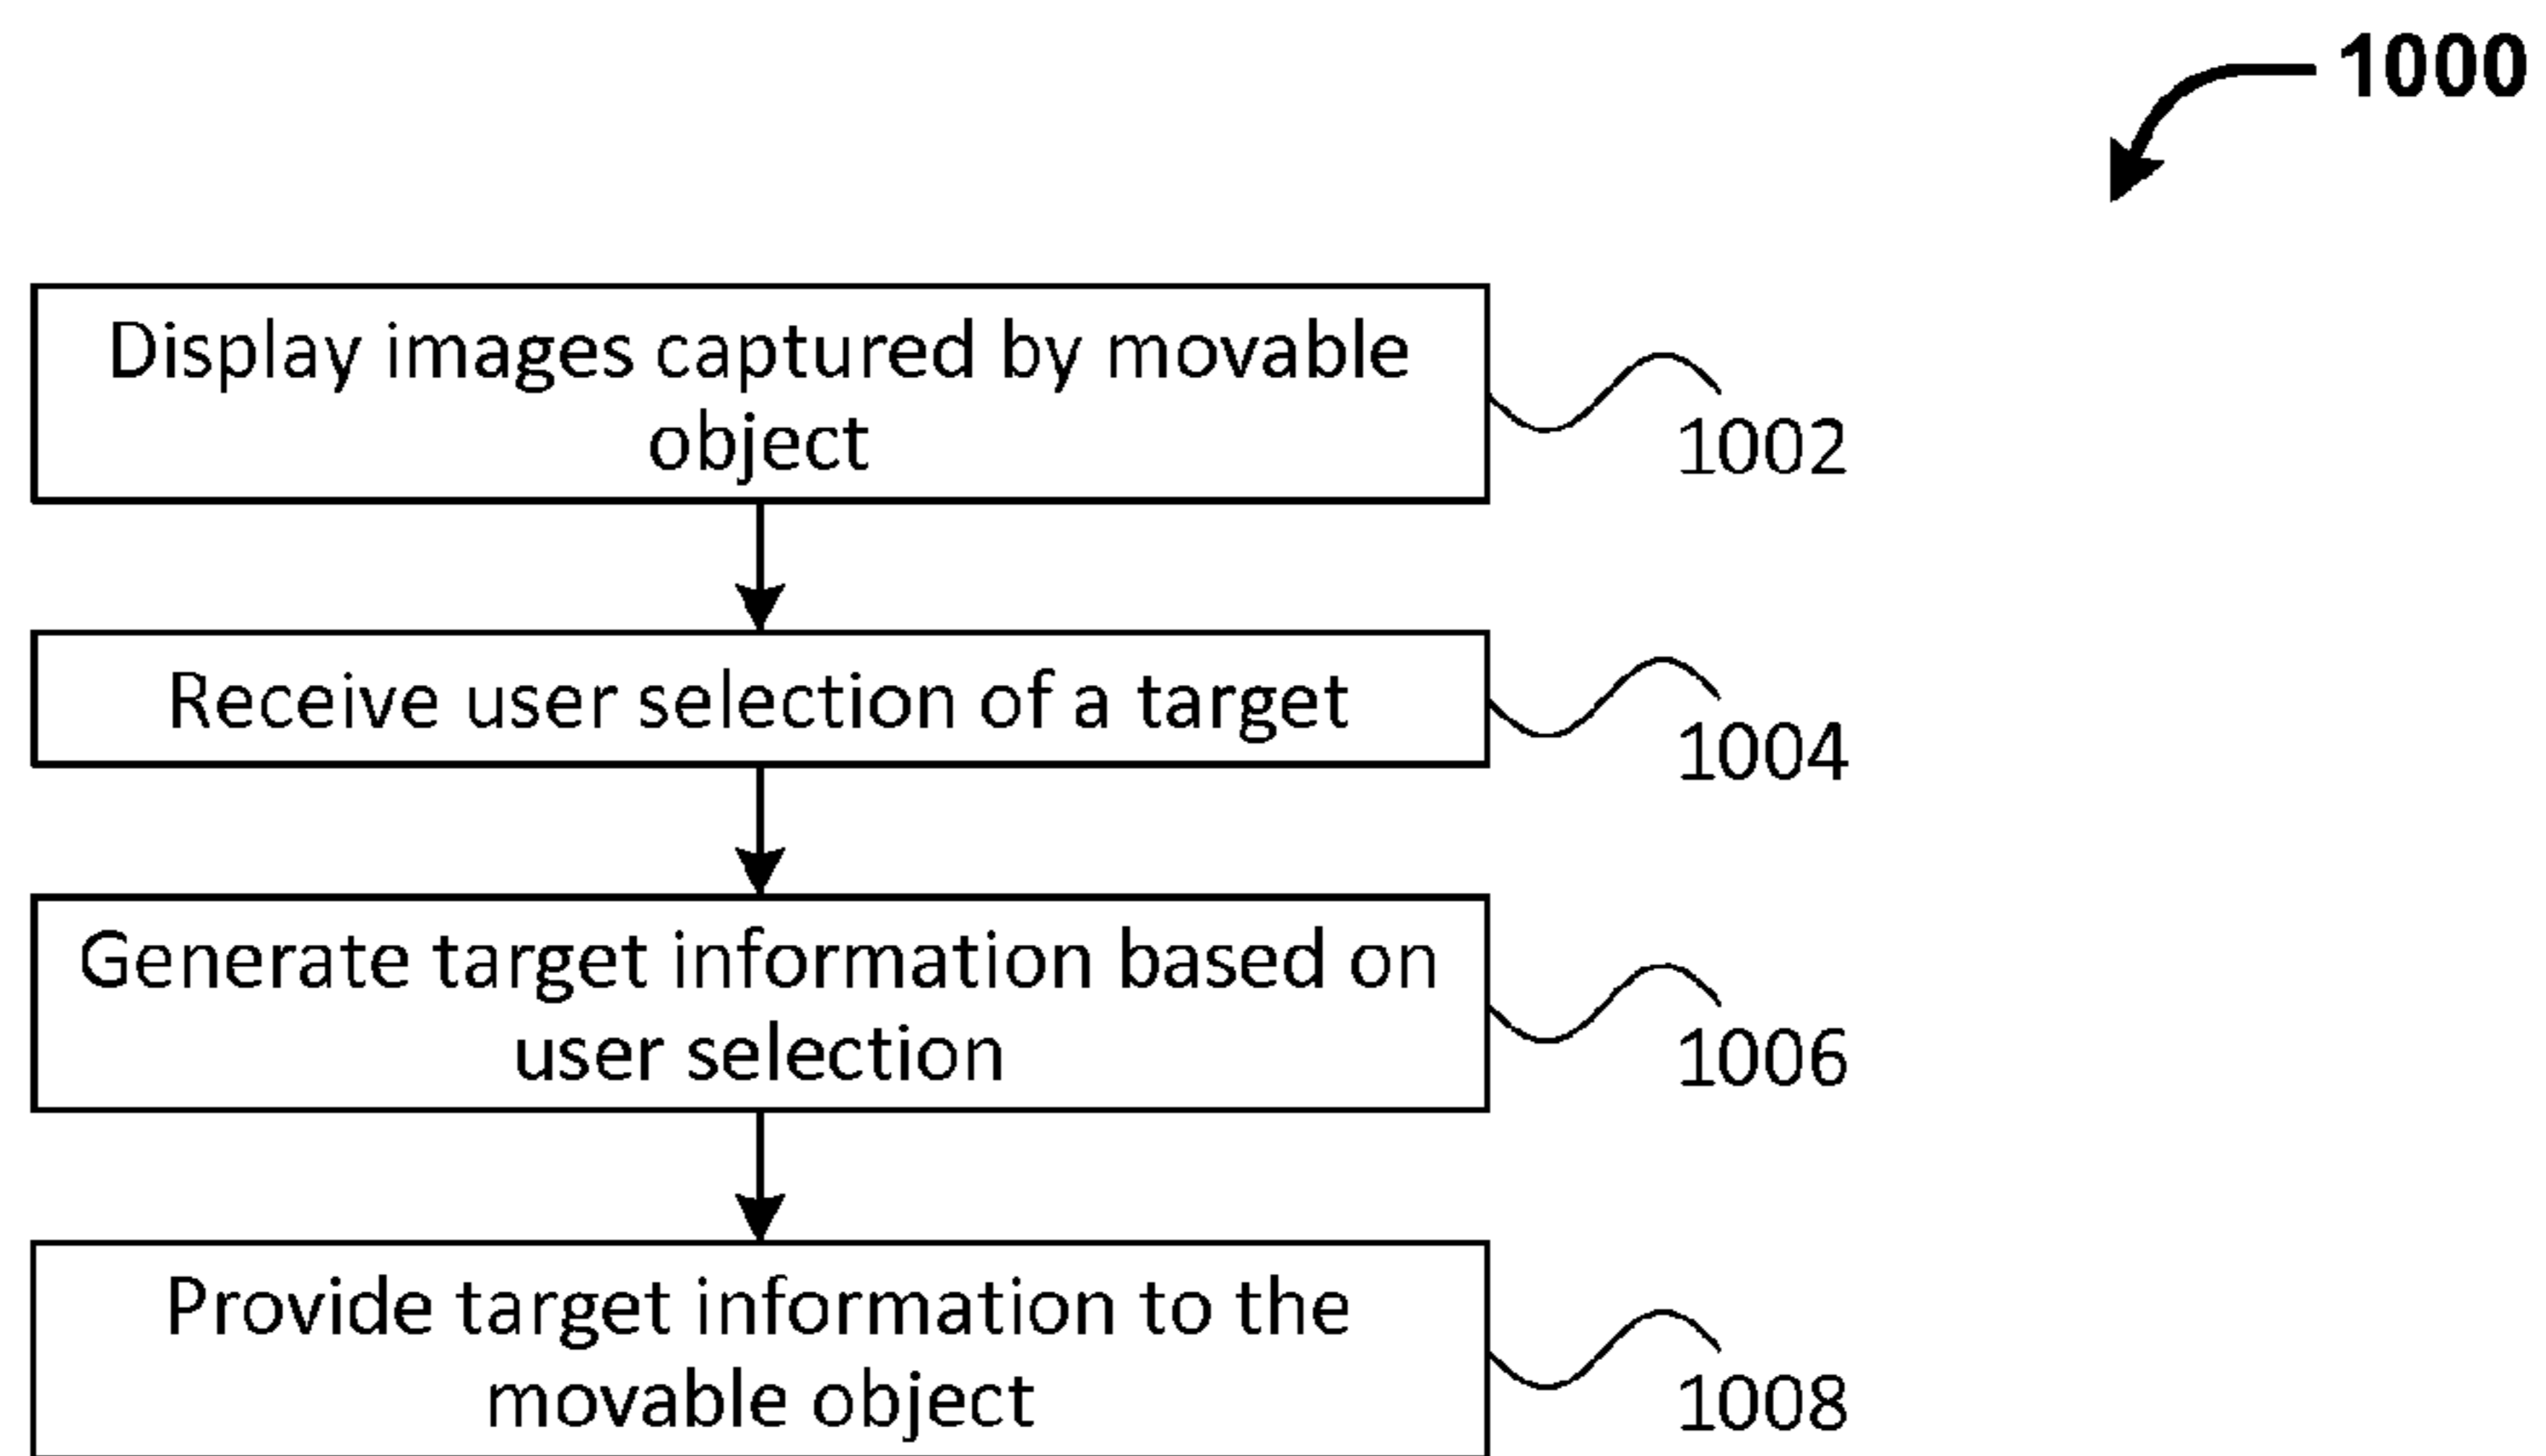 1000
Display images captured by movable
object
1002
Receive user selection of a target
1004
Generate target information based on
user selection
1006
Provide target information to the
movable object
1008